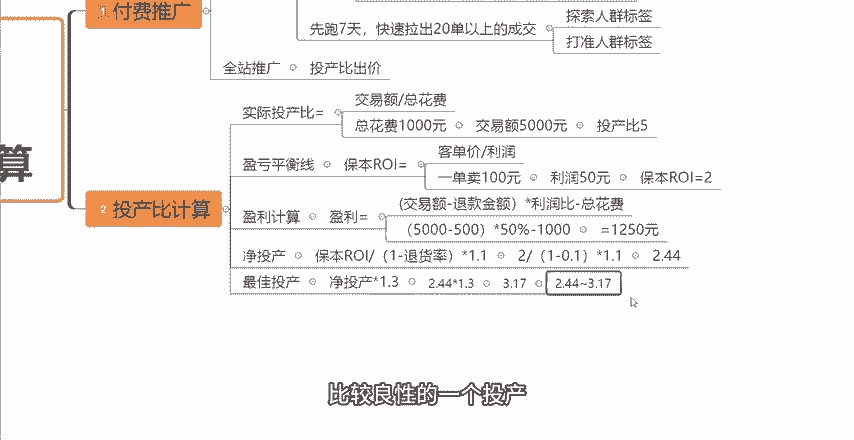 1 付费推广
先跑7天，快速拉出20单以上的成交
探索人群标签
打准人群标签
全站推广 投产比出价
算
2 投产比计算
实际投产比=
交易额/总花费
总花费1000元 交易额5000元 投产比5
盈亏平衡线 保本ROI=
客单价/利润
一单卖100元 利润50元 保本ROI=2
盈利计算 盈利=
(交易额-退款金额）*利润比-总花费
（5000-500）*50%-1000 =1250元
净投产 保本ROI/（1-退货率）*1.1 2/（1-0.1）*1.1 2.44
最佳投产 净投产*1.3 2.44*1.3 3.17 2.44~3.17
比较良性的一个投产